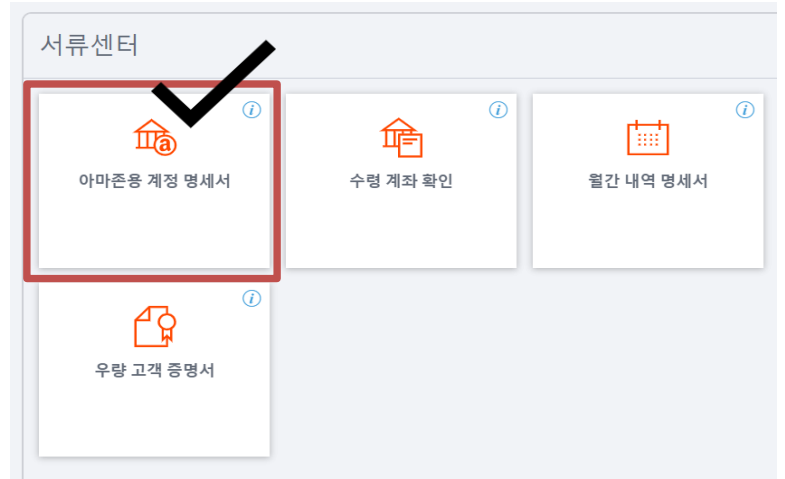 서류센터
아마존용 계정 명세서
수령 계좌 확인
월간 내역 명세서
우량 고객 증명서